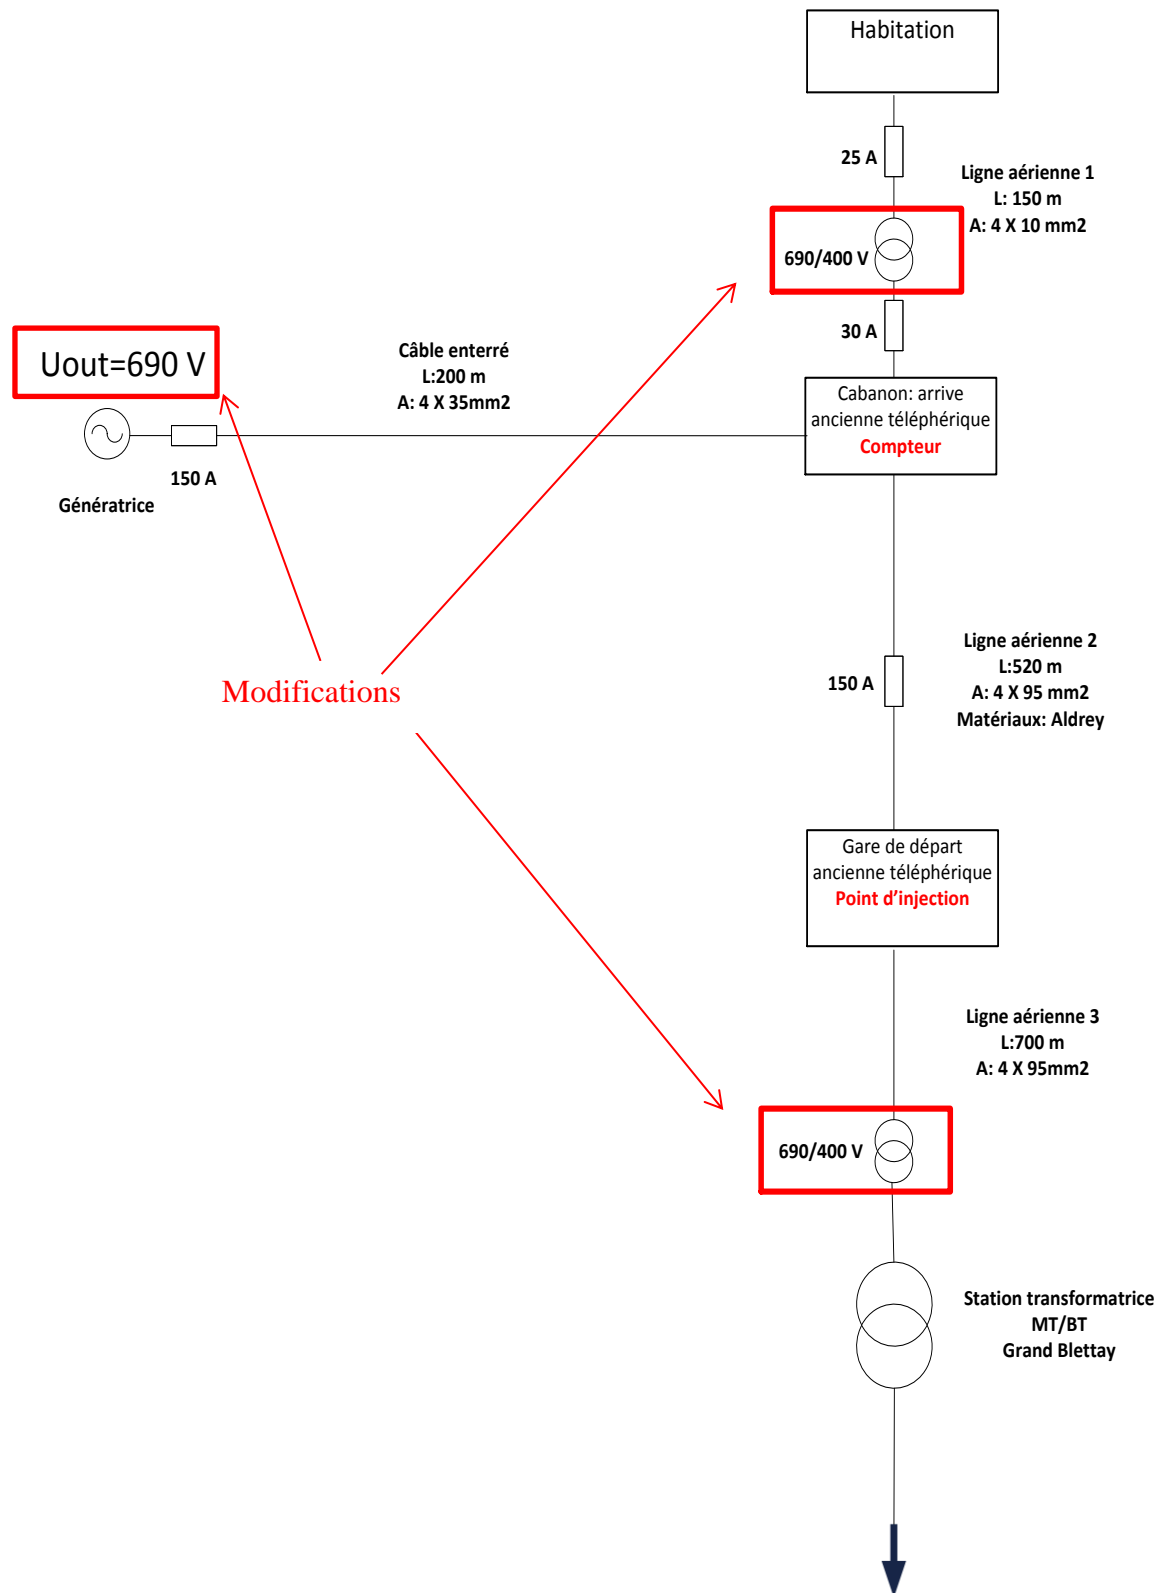 Habitation
25 A
Ligne aérienne 1
L: 150 m
A: 4 X 10 mm2
690/400 V
30 A
Uout=690 V
Câble enterré
L:200 m
A: 4 X 35mm2
Cabanon: arrive
ancienne téléphérique
Compteur
150 A
Génératrice
Ligne aérienne 2
L:520 m
A: 4 X 95 mm2
Matériaux: Aldrey
150 A
Modifications
Gare de départ
ancienne téléphérique
Point d'injection
Ligne aérienne 3
L:700 m
A: 4 X 95mm2
690/400 V
Station transformatrice
MT/BT
Grand Blettay